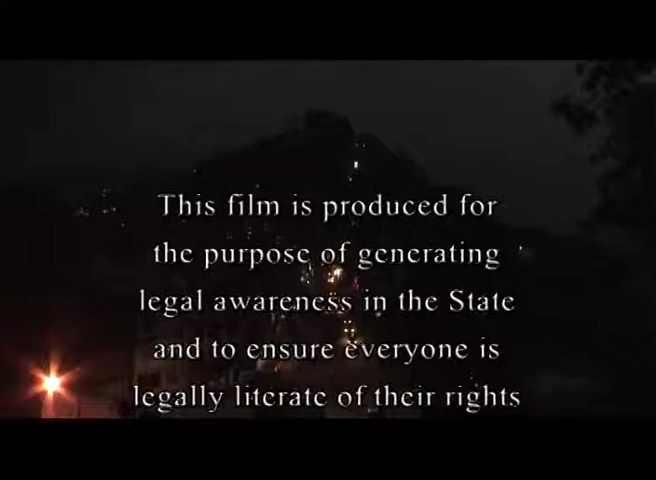 This film is produced for
the purpose of generating
legal awareness in the State
and to ensure everyone is
legally literate of their rights